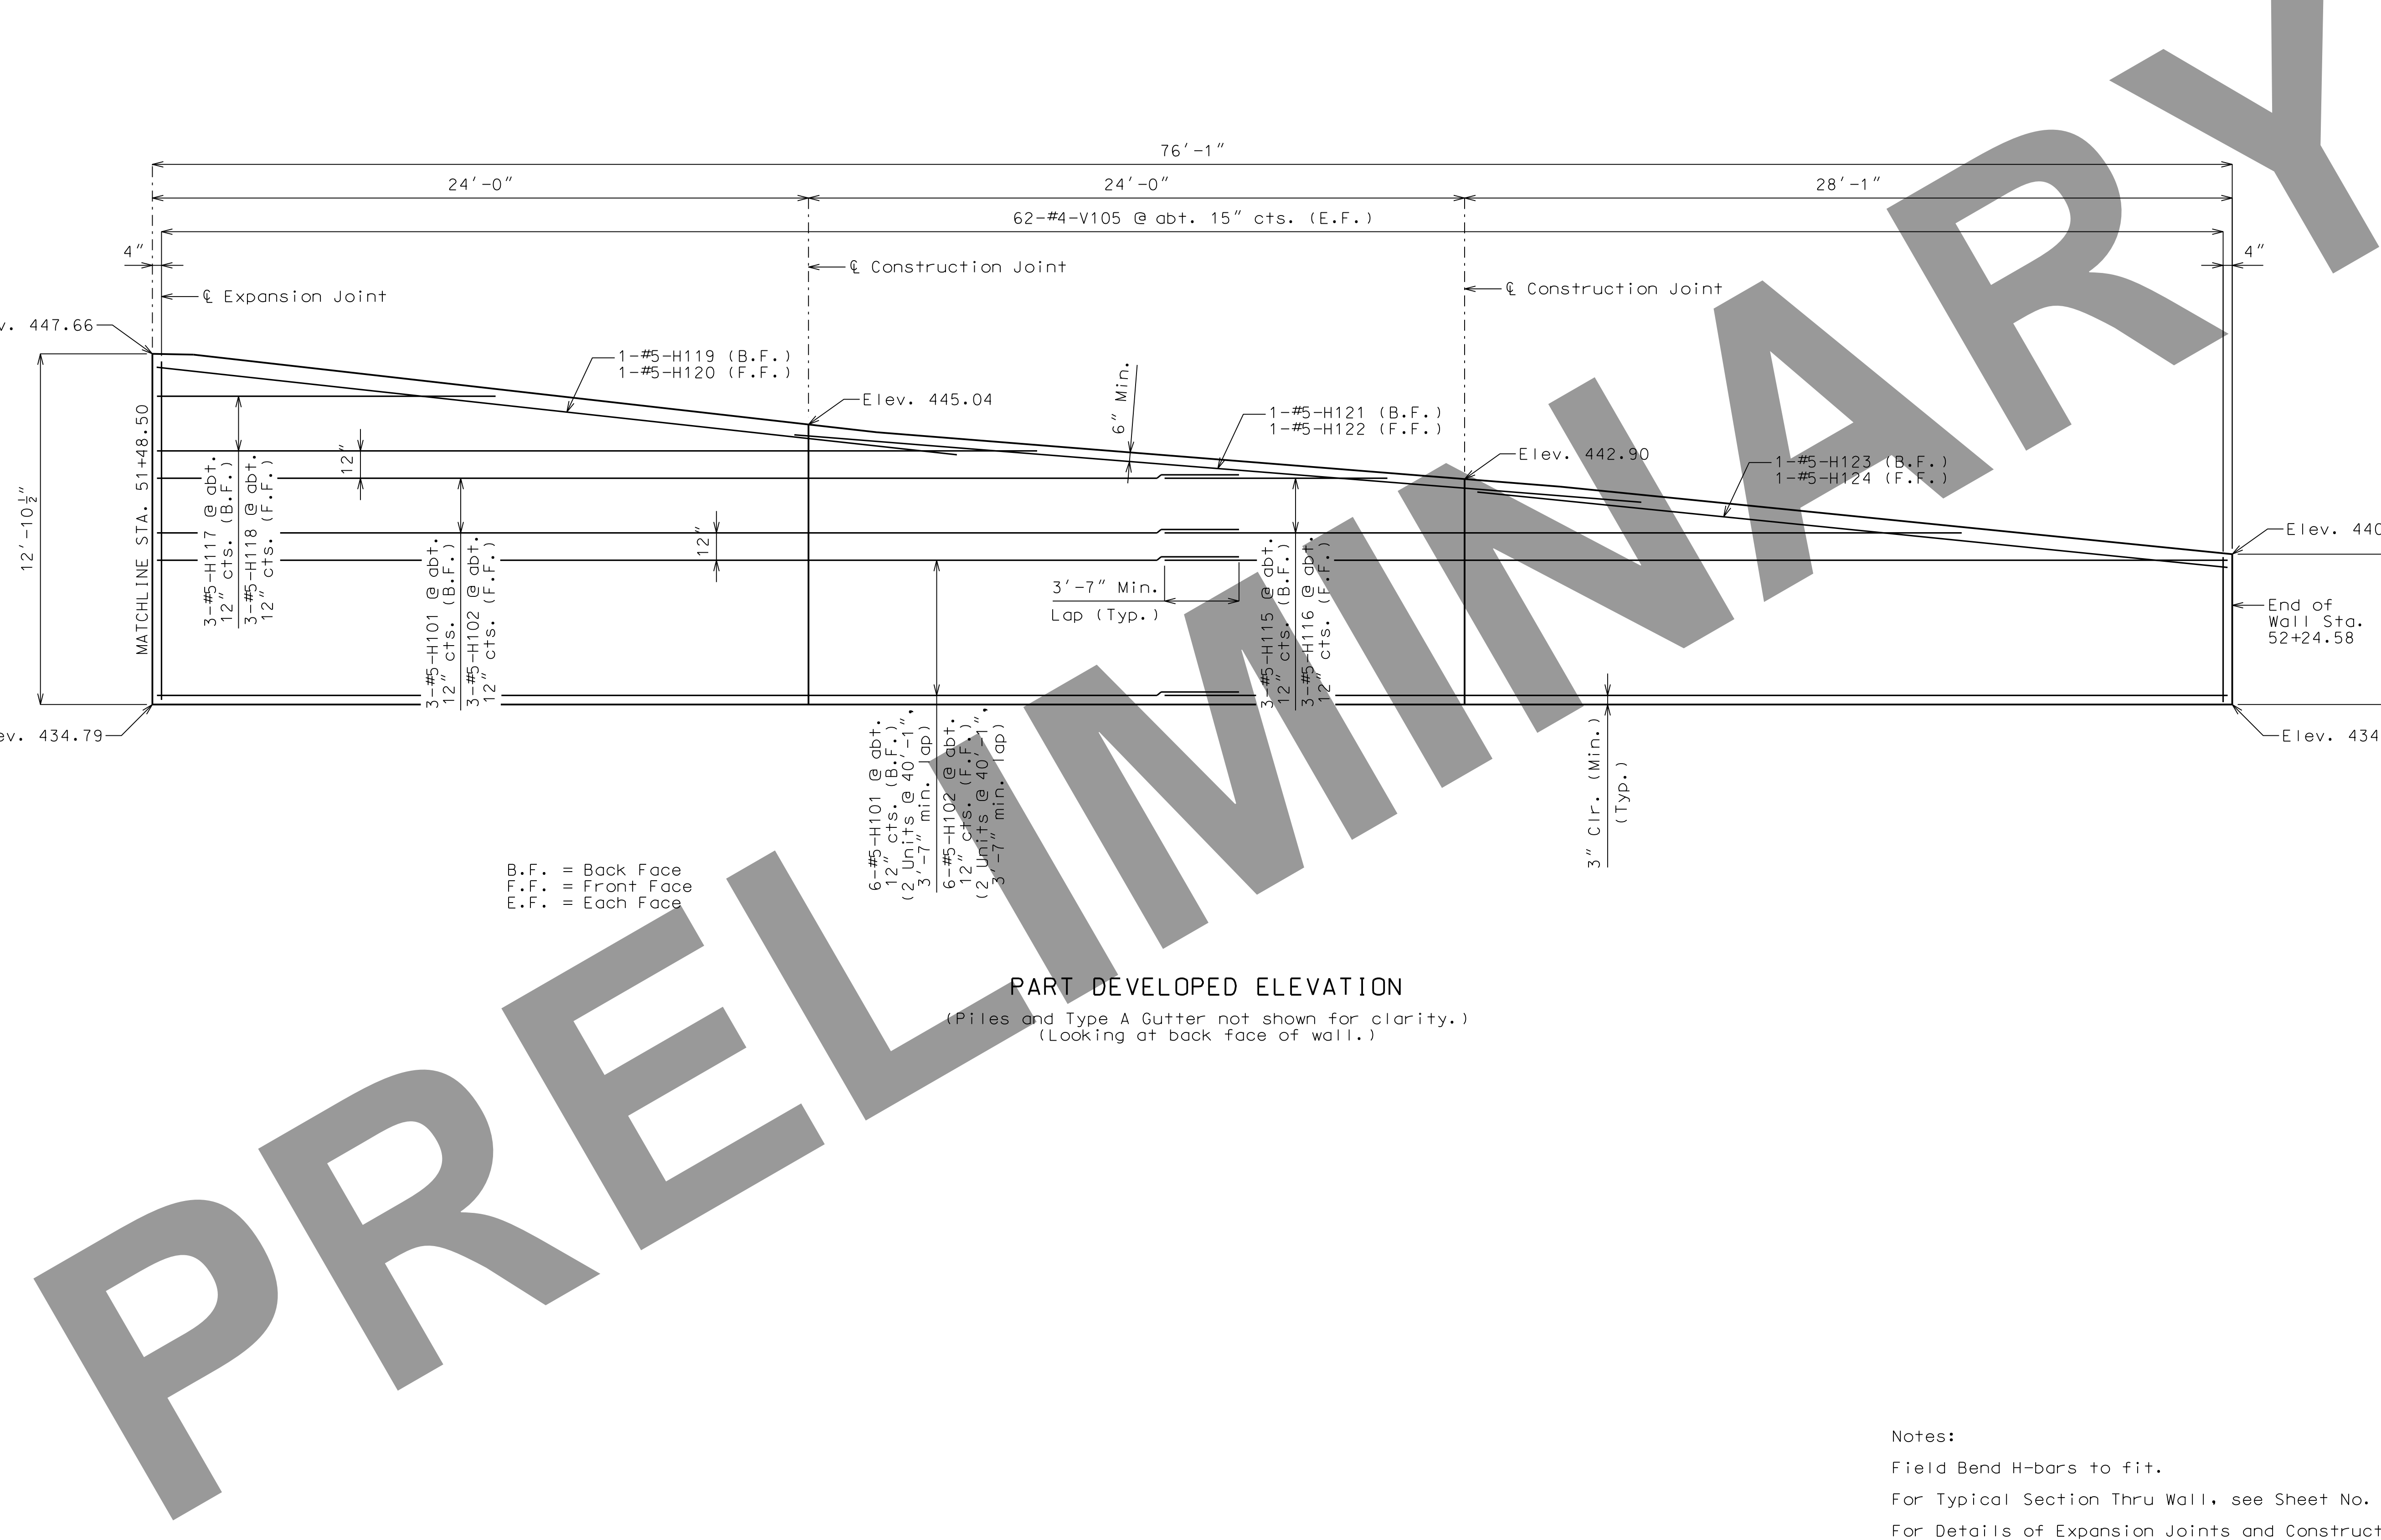 76'-1"
24'-0"
24'-0"
28'-1"
62-#4-V105 @ abt. 15" cts. (E.F.)
4"
4"
℄ Construction Joint
℄ Expansion Joint
℄ Construction Joint
v. 447.66
1-#5-H119 (B.F.)
1-#5-H120 (F.F.)
6" Min.
Elev. 445.04
1-#5-H121 (B.F.)
1-#5-H122 (F.F.)
Elev. 442.90
1-#5-H123 (B.F.)
1-#5-H124 (F.F.)
12'-10½"
MATCHLINE STA. 51+48.50
3-#5-H117 @ abt.
12" cts. (B.F.)
3-#5-H118 @ abt.
12" cts. (F.F.)
12"
3-#5-H101 @ abt.
12" cts. (B.F.)
3-#5-H102 @ abt.
12" cts. (F.F.)
12"
3'-7" Min.
Lap (Typ.)
3-#5-H115 @ abt.
12" cts. (B.F.)
3-#5-H116 @ abt.
12" cts. (F.F.)
Elev. 440
End of
Wall Sta.
52+24.58
ev. 434.79
Elev. 434
6-#5-H101 @ abt.
12" cts. (B.F.)
(2 Units @ 40'-1",
3'-7" min. lap)
6-#5-H102 @ abt.
12" cts. (F.F.)
(2 Units @ 40'-1",
3'-7" min. lap)
3" Clr. (Min.)
(Typ.)
B.F. = Back Face
F.F. = Front Face
E.F. = Each Face
PART DEVELOPED ELEVATION
(Piles and Type A Gutter not shown for clarity.)
(Looking at back face of wall.)
PRELIMINARY
Notes:
Field Bend H-bars to fit.
For Typical Section Thru Wall, see Sheet No.
For Details of Expansion Joints and Construct